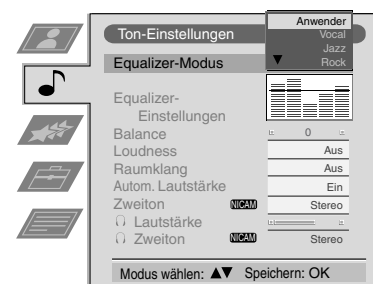 Ton-Einstellungen
Anwender
Vocal
Jazz
Equalizer-Modus ▼ Rock
Equalizer-
Einstellungen
Balance 0
Loudness Aus
Raumklang Aus
Autom. Lautstärke Ein
Zweiton NICAM Stereo
Lautstärke
Zweiton NICAM Stereo
Modus wählen: ▲▼ Speichern: OK